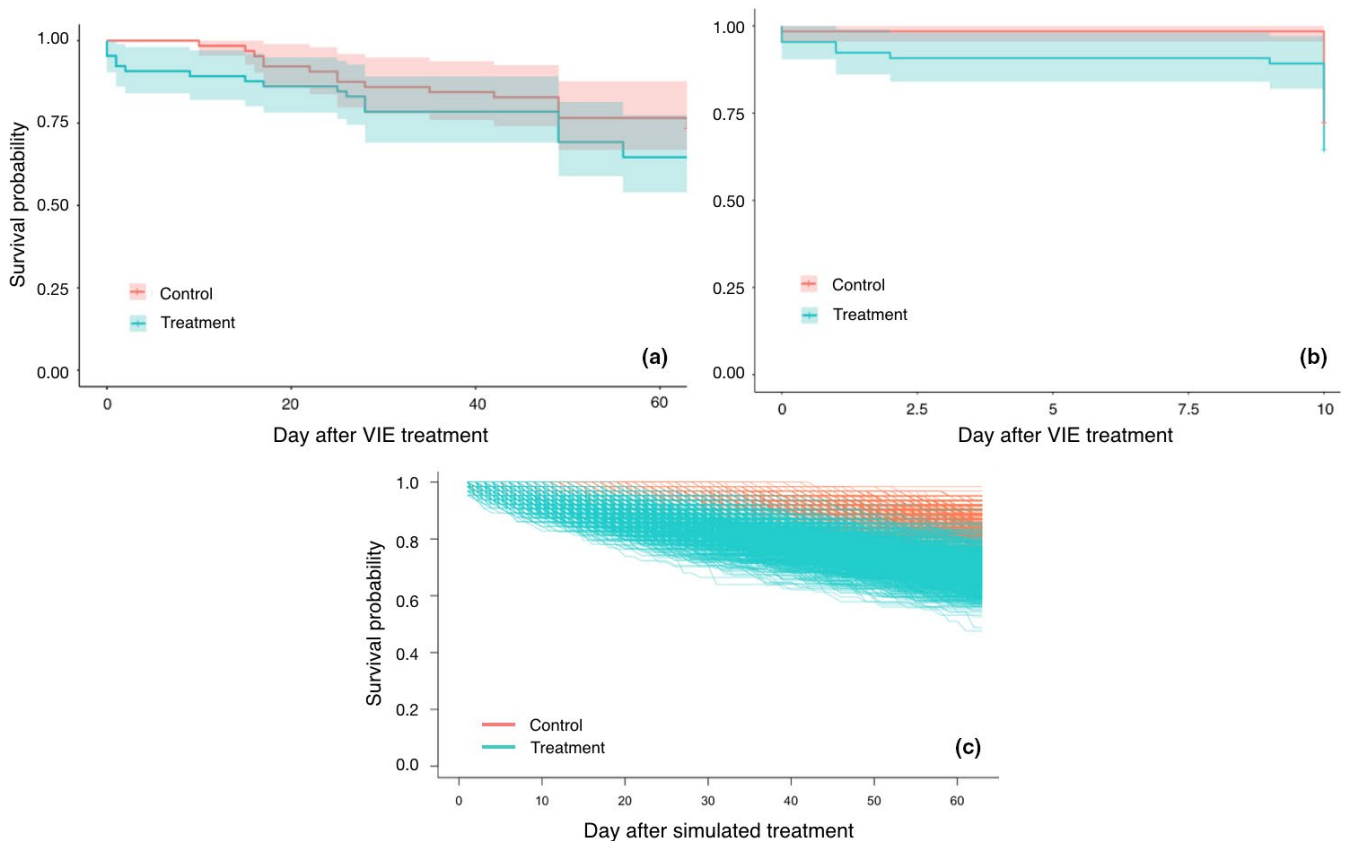 Survival probability
1.00
0.75
0.50
0.25
0.00
Control
Treatment
(a)
0
20
40
60
Day after VIE treatment
1.00
0.75
0.50
0.25
0.00
Control
Treatment
(b)
0
2.5
5
7.5
10
Day after VIE treatment
Survival probability
1.0
0.8
0.6
0.4
0.2
0.0
Control
Treatment
(c)
0
10
20
30
40
50
60
Day after simulated treatment